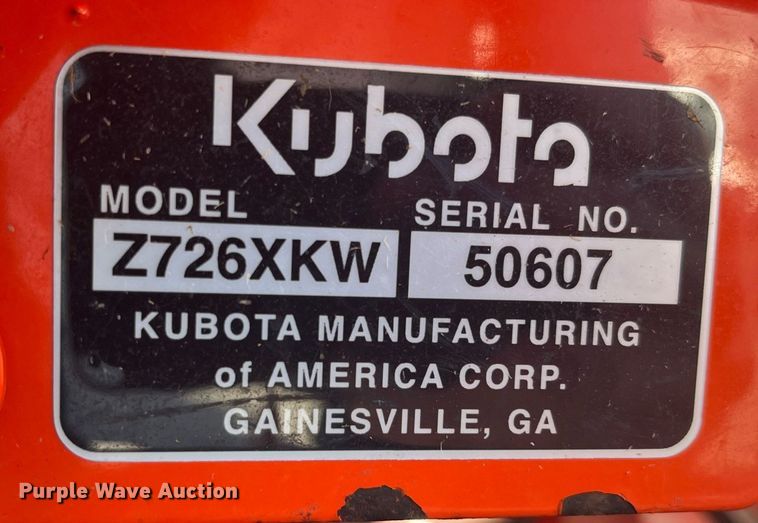 Kubota
MODEL SERIAL NO.
Z726XKW 50607
KUBOTA MANUFACTURING
of AMERICA CORP.
GAINESVILLE, GA
Purple Wave Auction